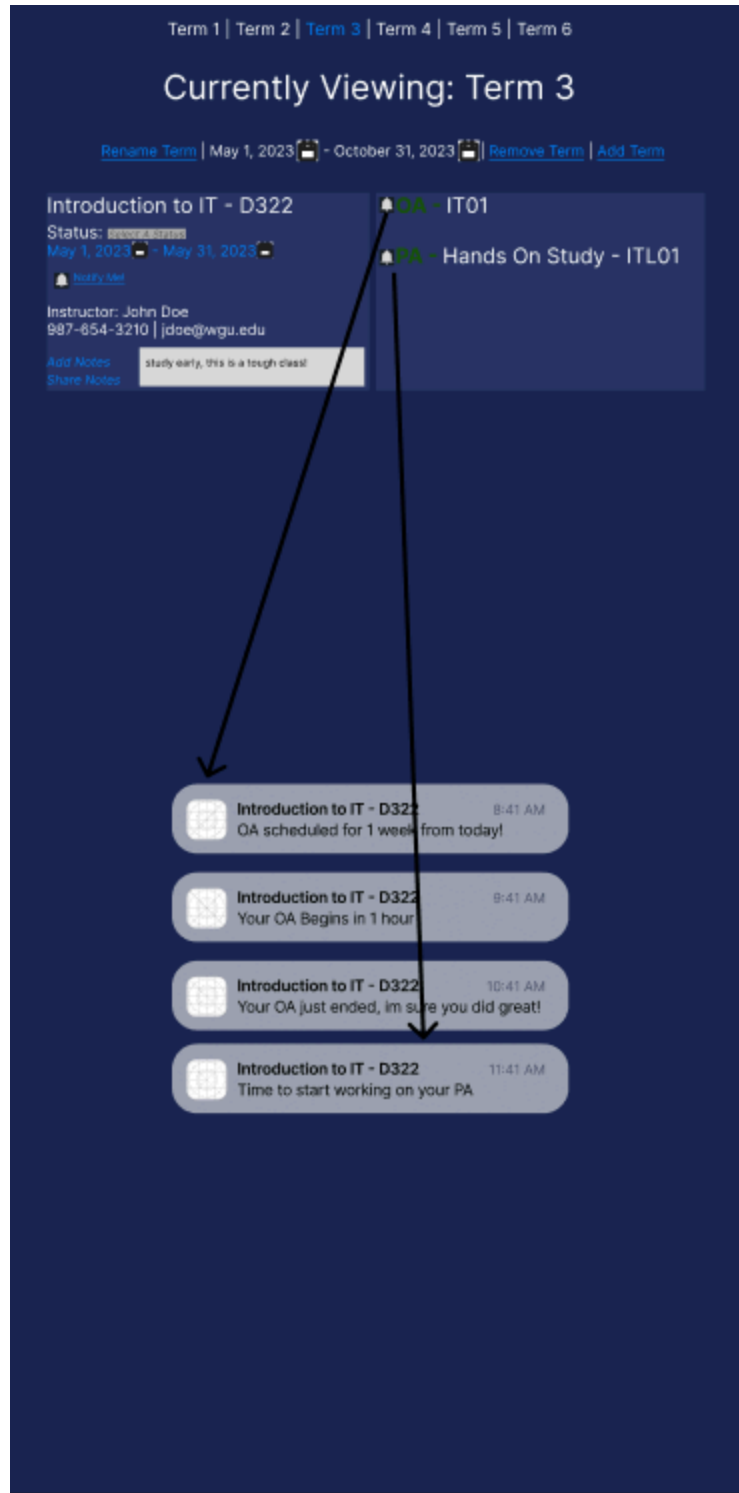 Term 1 | Term 2 | Term 3 | Term 4 | Term 5 | Term 6
Currently Viewing: Term 3
Rename Term | May 1, 2023 - October 31, 2023 | Remove Term | Add Term
Introduction to IT - D322
Status: Select A Status
May 1, 2023 - May 31, 2023
Notify Me!
Instructor: John Doe
987-654-3210 | jdoe@wgu.edu
Add Notes
Share Notes
study early, this is a tough class!
OA - IT01
PA - Hands On Study - ITL01
Introduction to IT - D322 8:41 AM
OA scheduled for 1 week from today!
Introduction to IT - D322 9:41 AM
Your OA Begins in 1 hour
Introduction to IT - D322 10:41 AM
Your OA just ended, im sure you did great!
Introduction to IT - D322 11:41 AM
Time to start working on your PA